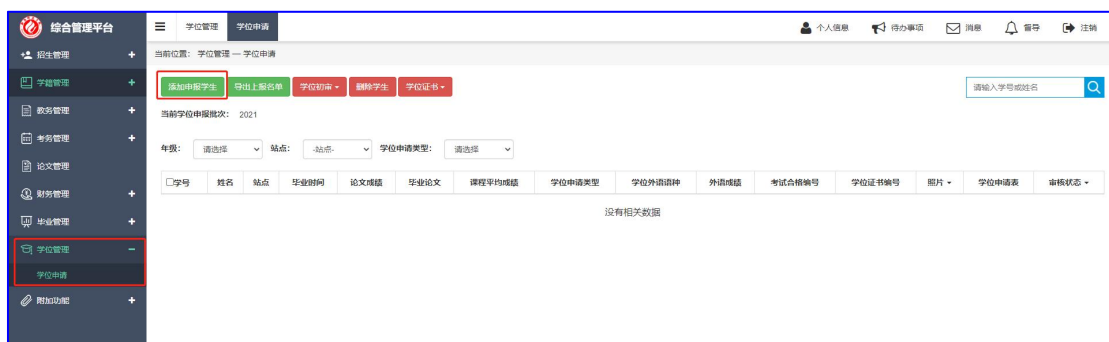 综合管理平台
学位管理 学位申请 个人信息 待办事项 消息 督导 注销
招生管理 +
当前位置: 学位管理 — 学位申请
学籍管理 +
添加申报学生 导出上报名单 学位初审 删除学生 学位证书 请输入学号或姓名
教务管理 +
当前学位申报批次: 2021
考务管理 +
年级: 请选择 站点: -站点- 学位申请类型: 请选择
论文管理
学号 姓名 站点 毕业时间 论文成绩 毕业论文 课程平均成绩 学位申请类型 学位外语语种 外语成绩 考试合格编号 学位证书编号 照片 学位申请表 审核状态
财务管理 +
没有相关数据
毕业管理 +
学位管理 −
学位申请
附加功能 +